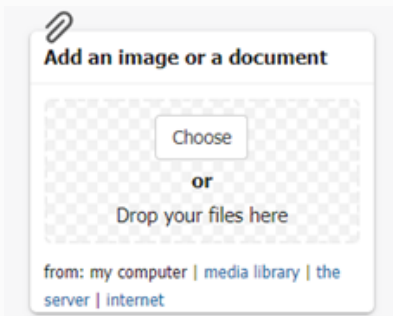 Add an image or a document
Choose
or
Drop your files here
from: my computer | media library | the
server | internet